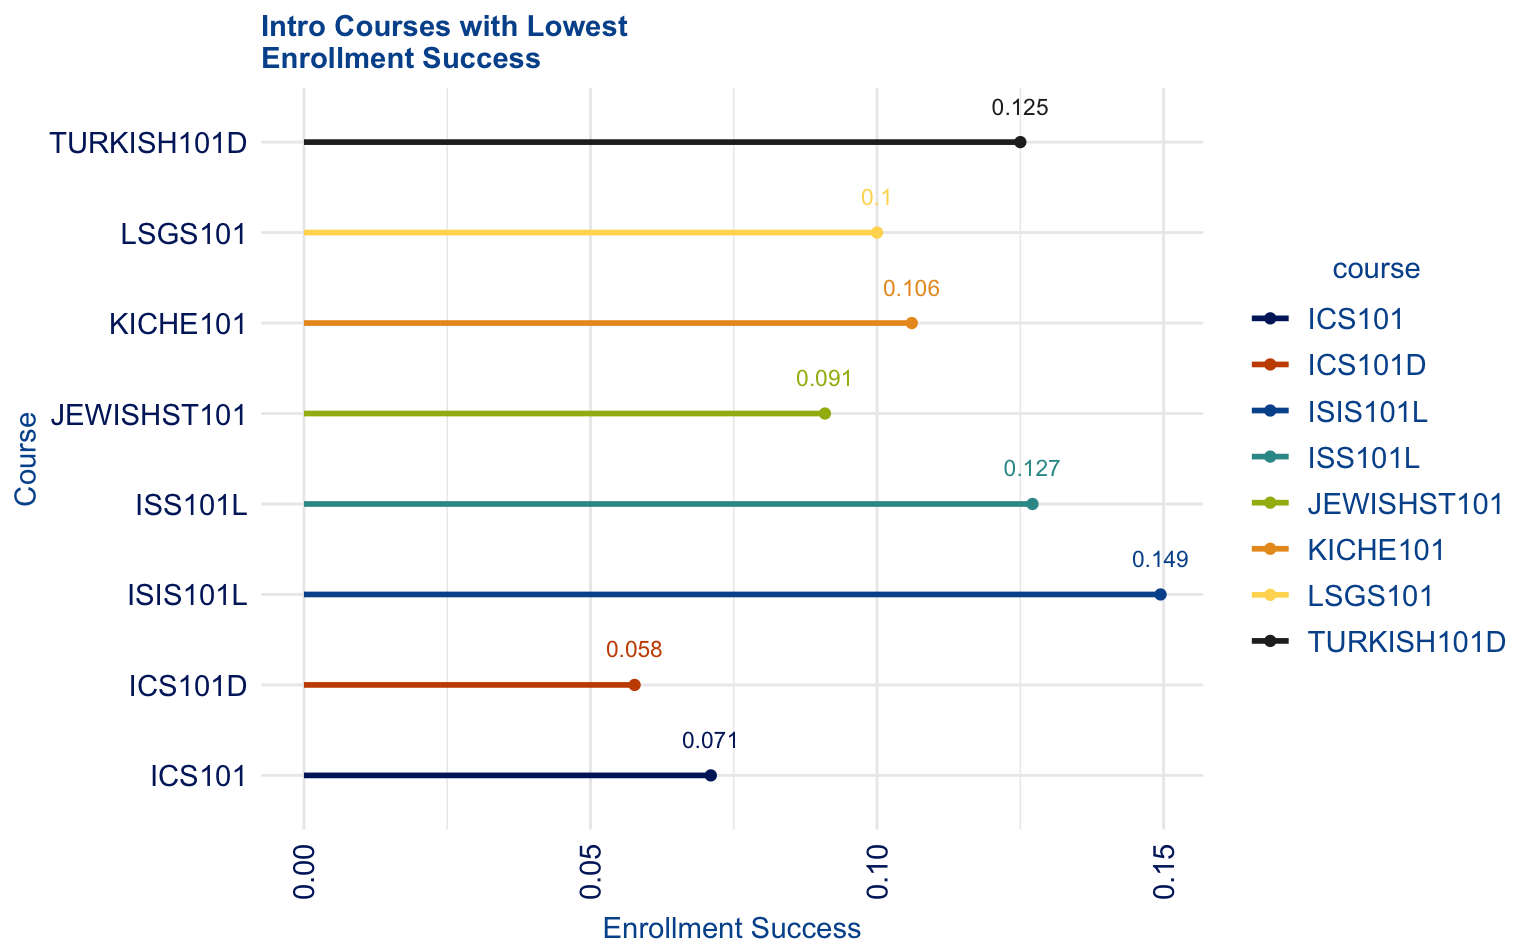 Intro Courses with Lowest
Enrollment Success
TURKISH101D
0.125
LSGS101
0.1
KICHE101
0.106
JEWISHST101
0.091
ISS101L
0.127
ISIS101L
0.149
ICS101D
0.058
ICS101
0.071
Course
0.00
0.05
0.10
0.15
Enrollment Success
course
ICS101
ICS101D
ISIS101L
ISS101L
JEWISHST101
KICHE101
LSGS101
TURKISH101D